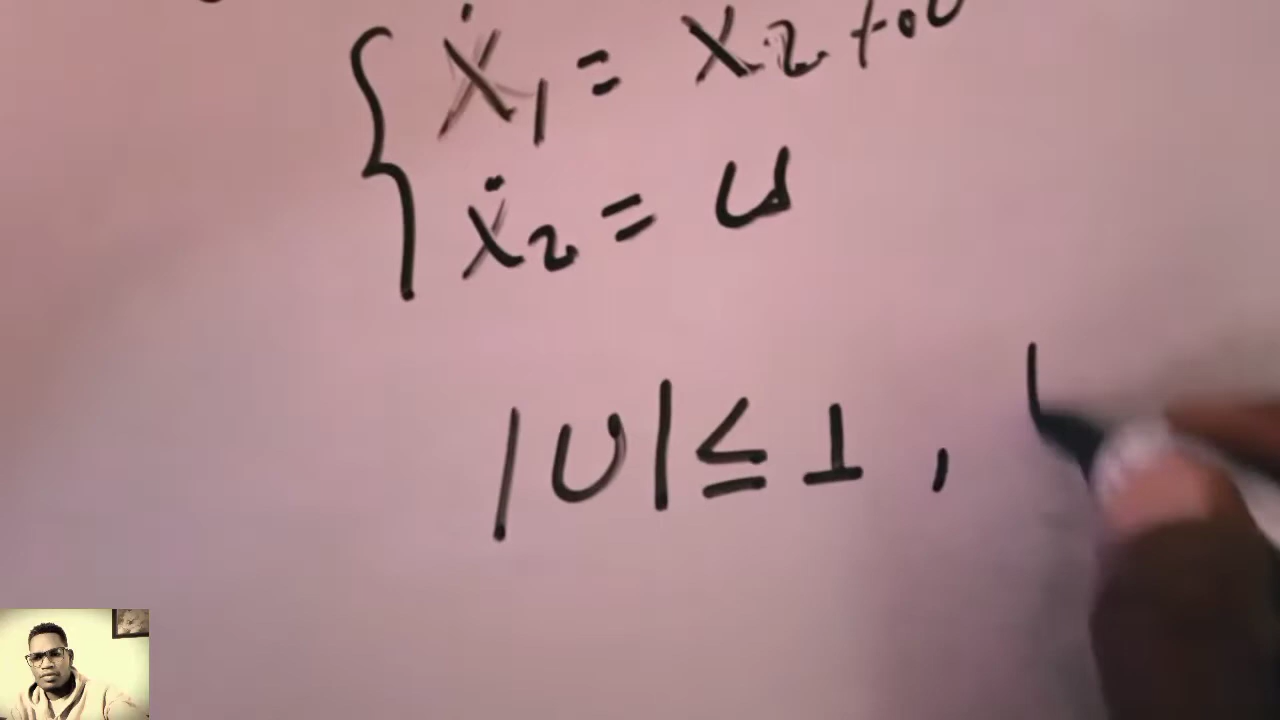 ẋ₁ = x₂ +
ẋ₂ = u
|U| ≤ 1 ,